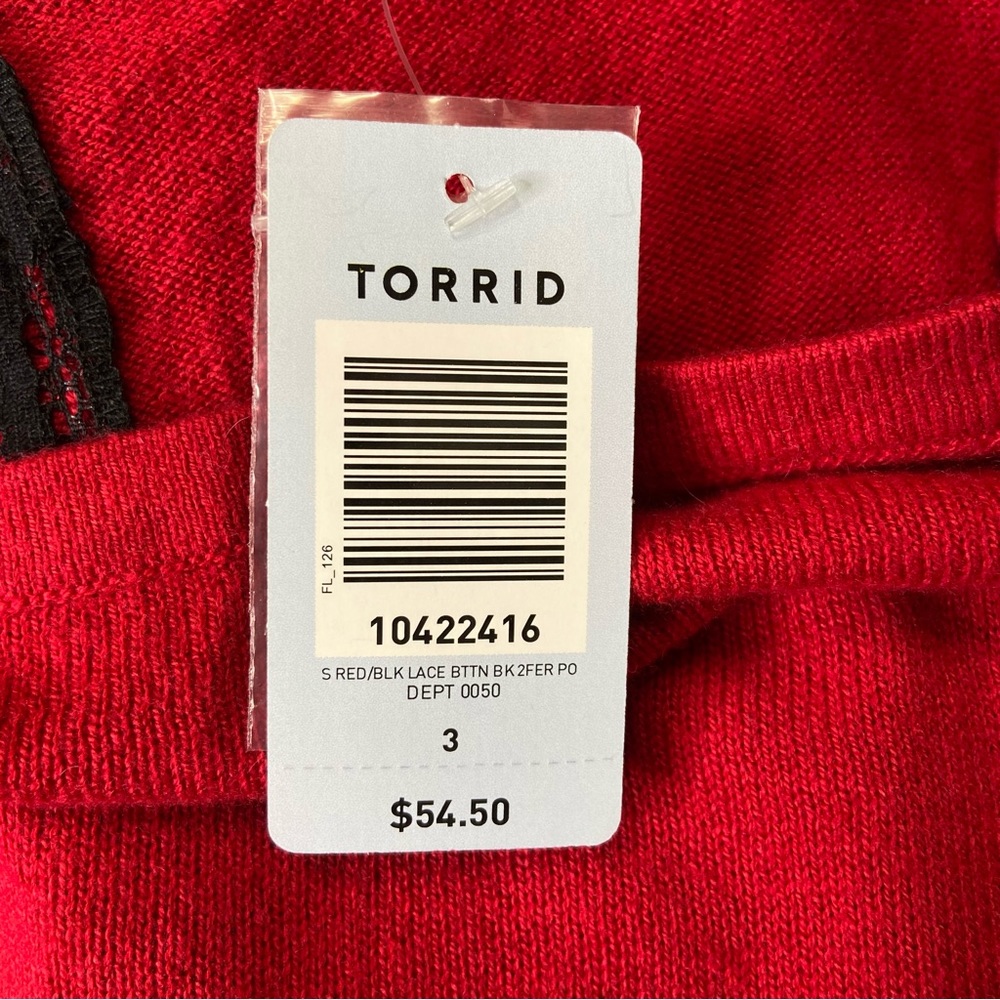 TORRID
FL_126
10422416
S RED/BLK LACE BTTN BK 2FER PO
DEPT 0050
3
$54.50